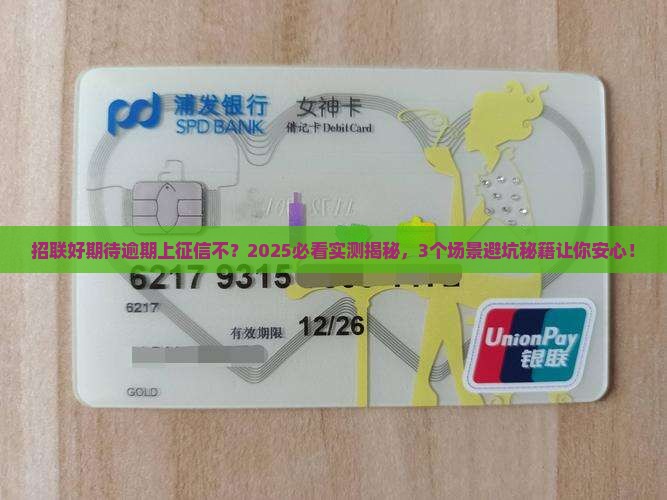 浦发银行
SPD BANK
女神卡
借记卡 Debit Card
招联好期待逾期上征信不？2025必看实测揭秘，3个场景避坑秘籍让你安心！
6217 9315
6217
有效期限 12/26
GOLD
UnionPay
银联